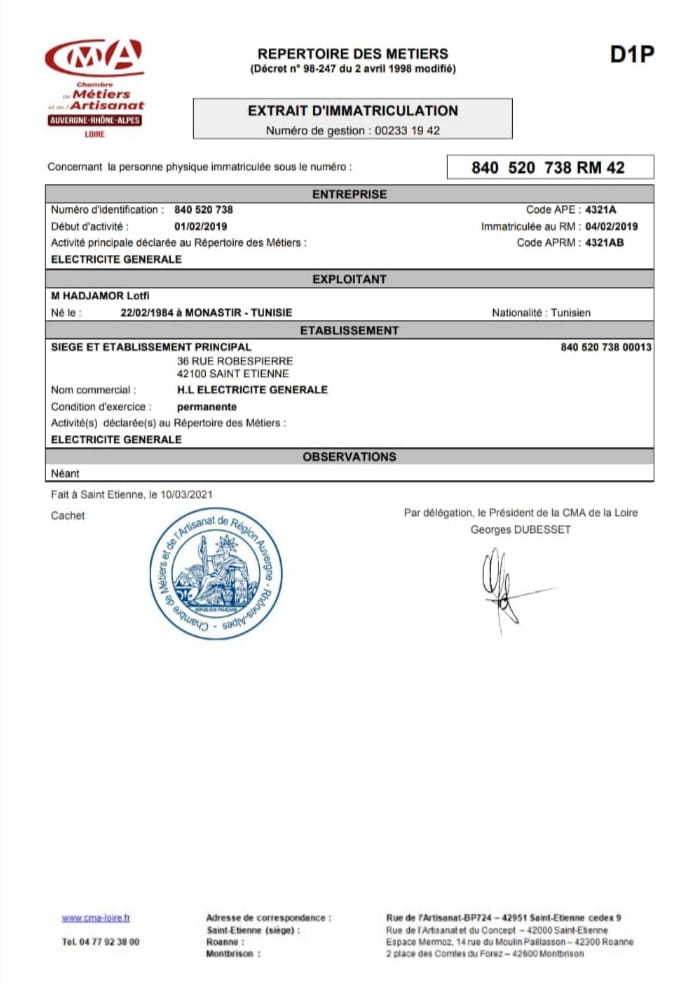 CMA
Chambre
de Métiers
et de l'Artisanat
AUVERGNE-RHÔNE-ALPES
LOIRE
REPERTOIRE DES METIERS
(Décret n° 98-247 du 2 avril 1998 modifié)
D1P
EXTRAIT D'IMMATRICULATION
Numéro de gestion : 00233 19 42
Concernant la personne physique immatriculée sous le numéro :
840 520 738 RM 42
ENTREPRISE
Numéro d'identification : 840 520 738 Code APE : 4321A
Début d'activité : 01/02/2019 Immatriculée au RM : 04/02/2019
Activité principale déclarée au Répertoire des Métiers : Code APRM : 4321AB
ELECTRICITE GENERALE
EXPLOITANT
M HADJAMOR Lotfi
Né le : 22/02/1984 à MONASTIR - TUNISIE Nationalité : Tunisien
ETABLISSEMENT
SIEGE ET ETABLISSEMENT PRINCIPAL 840 520 738 00013
36 RUE ROBESPIERRE
42100 SAINT ETIENNE
Nom commercial : H.L ELECTRICITE GENERALE
Condition d'exercice : permanente
Activité(s) déclarée(s) au Répertoire des Métiers :
ELECTRICITE GENERALE
OBSERVATIONS
Néant
Fait à Saint Etienne, le 10/03/2021
Cachet
Par délégation, le Président de la CMA de la Loire
Georges DUBESSET
Chambre de Métiers et de l'Artisanat de Région Auvergne - Rhônes-Alpes -
REPUBLIQUE FRANCAISE
www.cma-loire.fr
Tel. 04 77 92 38 00
Adresse de correspondance : Rue de l'Artisanat-BP724 – 42951 Saint-Etienne cedex 9
Saint-Etienne (siège) : Rue de l'Artisanat et du Concept – 42000 Saint-Etienne
Roanne : Espace Mermoz, 14 rue du Moulin Paillasson – 42300 Roanne
Montbrison : 2 place des Comtes du Forez – 42600 Montbrison